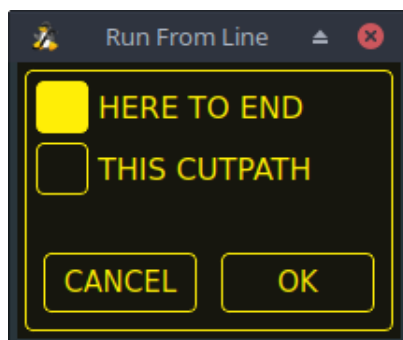 Run From Line
HERE TO END
THIS CUTPATH
CANCEL OK